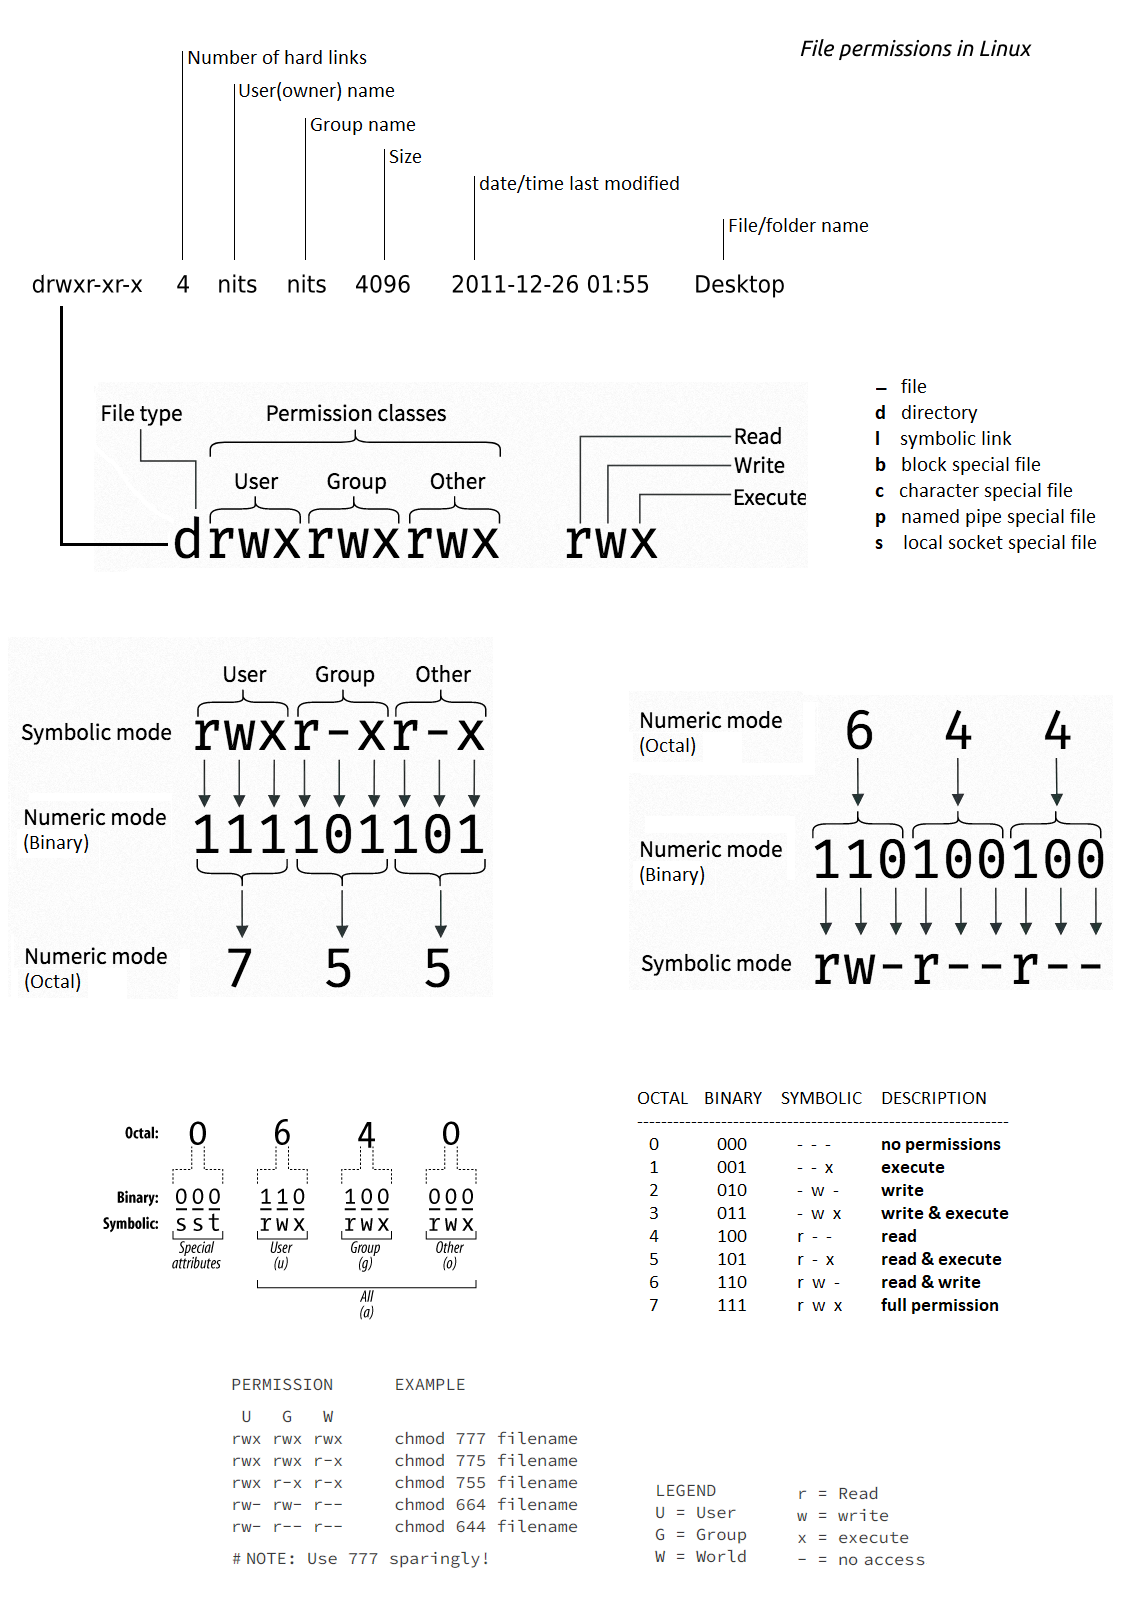 File permissions in Linux
Number of hard links
User(owner) name
Group name
Size
date/time last modified
File/folder name
drwxr-xr-x 4 nits nits 4096 2011-12-26 01:55 Desktop
File type Permission classes
User Group Other
drwxrwxrwx
Read
Write
Execute
rwx
– file
d directory
l symbolic link
b block special file
c character special file
p named pipe special file
s local socket special file
User Group Other
Symbolic mode rwxr-xr-x
Numeric mode
(Binary)
111101101
Numeric mode
(Octal)
7 5 5
Numeric mode
(Octal)
6 4 4
Numeric mode
(Binary)
110100100
Symbolic mode rw-r--r--
Octal: 0 6 4 0
Binary: 000 110 100 000
Symbolic: sst rwx rwx rwx
Special attributes
User (u)
Group (g)
Other (o)
All
(a)
OCTAL BINARY SYMBOLIC DESCRIPTION
---------------------------------------------------------------
0 000 - - - no permissions
1 001 - - x execute
2 010 - w - write
3 011 - w x write & execute
4 100 r - - read
5 101 r - x read & execute
6 110 r w - read & write
7 111 r w x full permission
PERMISSION EXAMPLE
U G W
rwx rwx rwx chmod 777 filename
rwx rwx r-x chmod 775 filename
rwx r-x r-x chmod 755 filename
rw- rw- r-- chmod 664 filename
rw- r-- r-- chmod 644 filename
# NOTE: Use 777 sparingly!
LEGEND
U = User
G = Group
W = World
r = Read
w = write
x = execute
- = no access